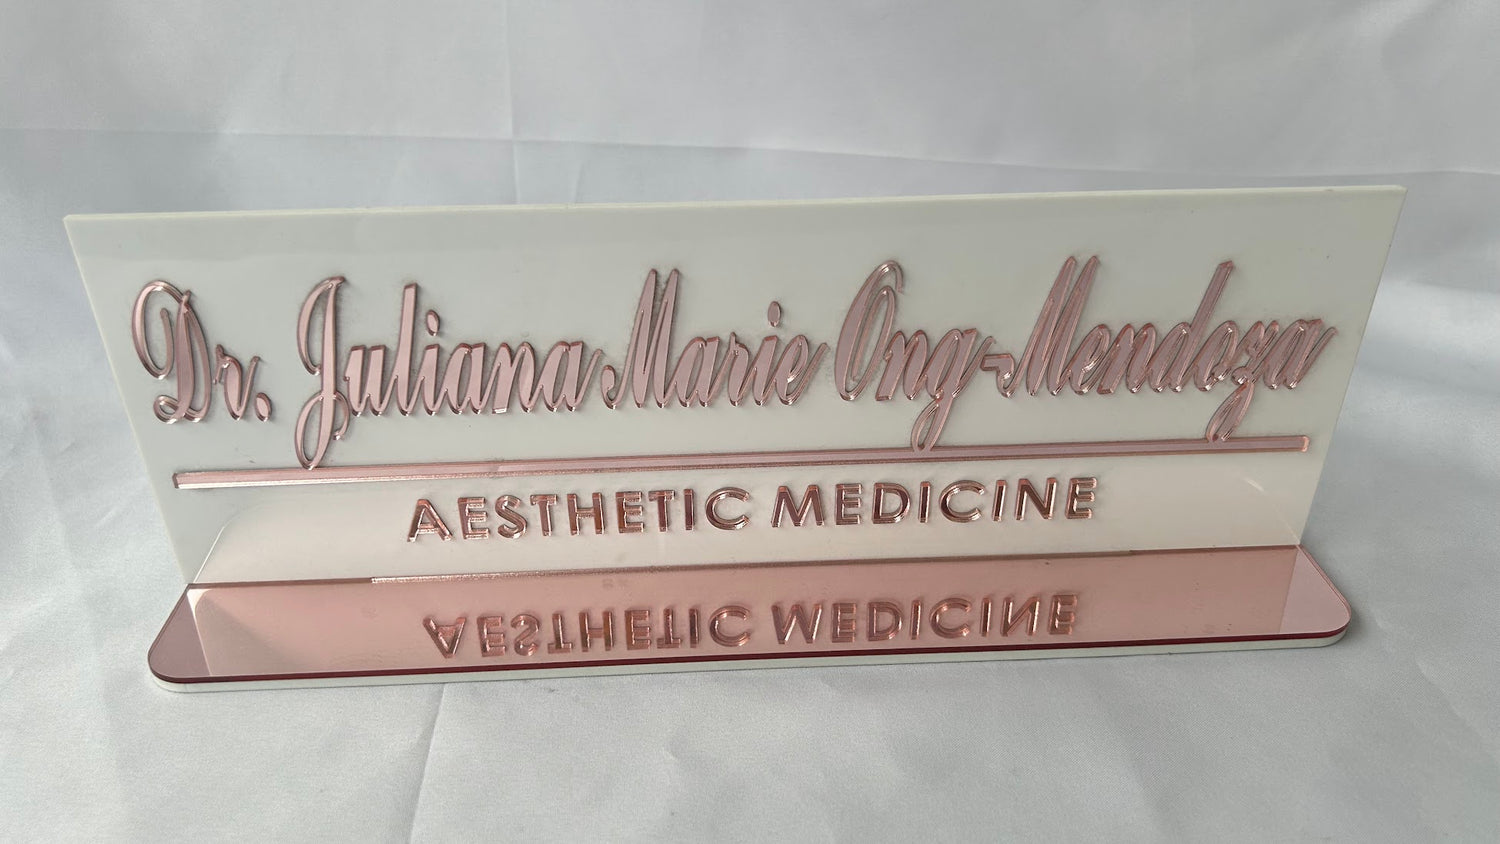 Dr. Juliana Marie Ong-Mendoza
AESTHETIC MEDICINE